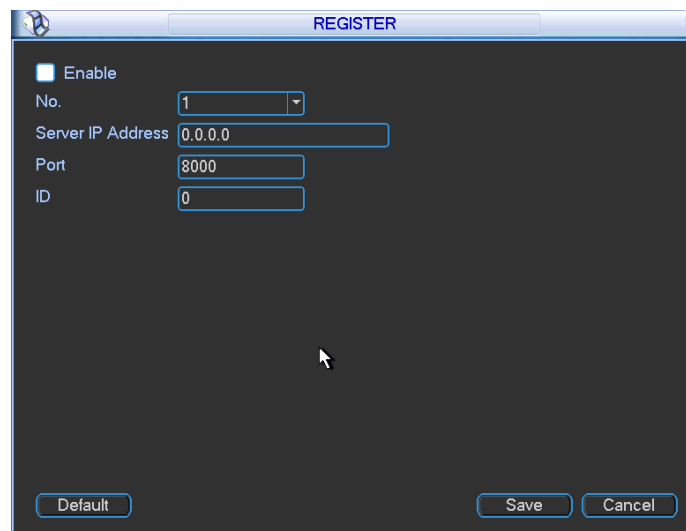 REGISTER
Enable
No. 1
Server IP Address 0.0.0.0
Port 8000
ID 0
Default Save Cancel